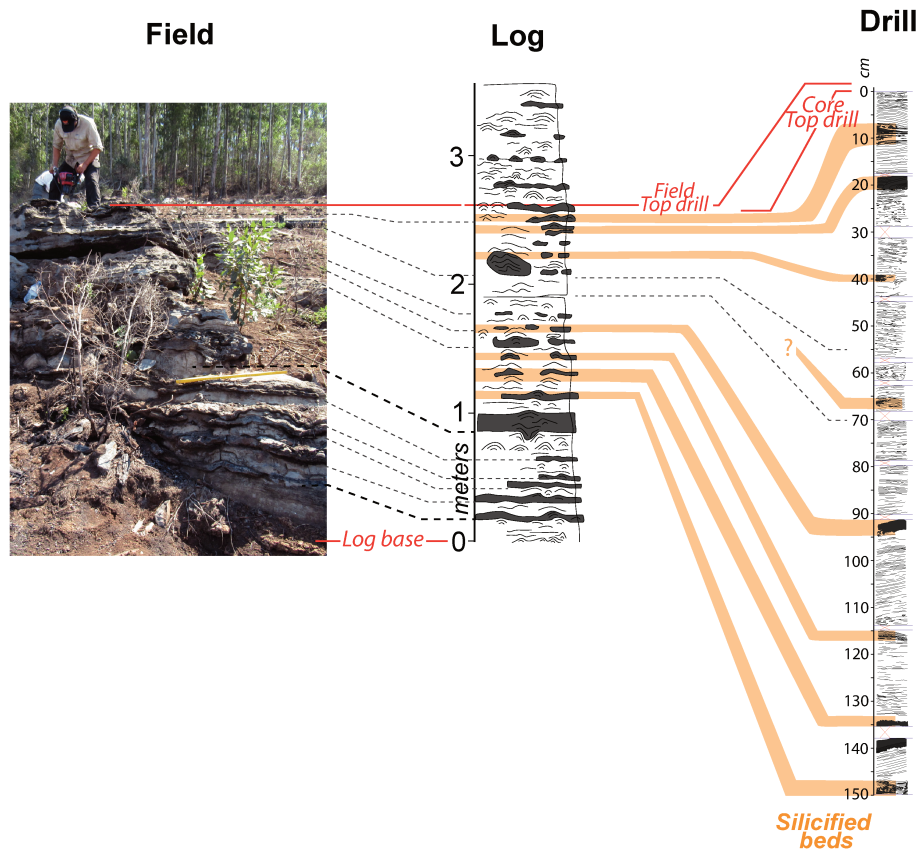 Field
Log
Drill
cm
0
Core
Top drill
10
20
3
Field
Top drill
30
2
40
50
?
60
70
1
80
meters
90
Log base
0
100
110
120
130
140
150
Silicified
beds